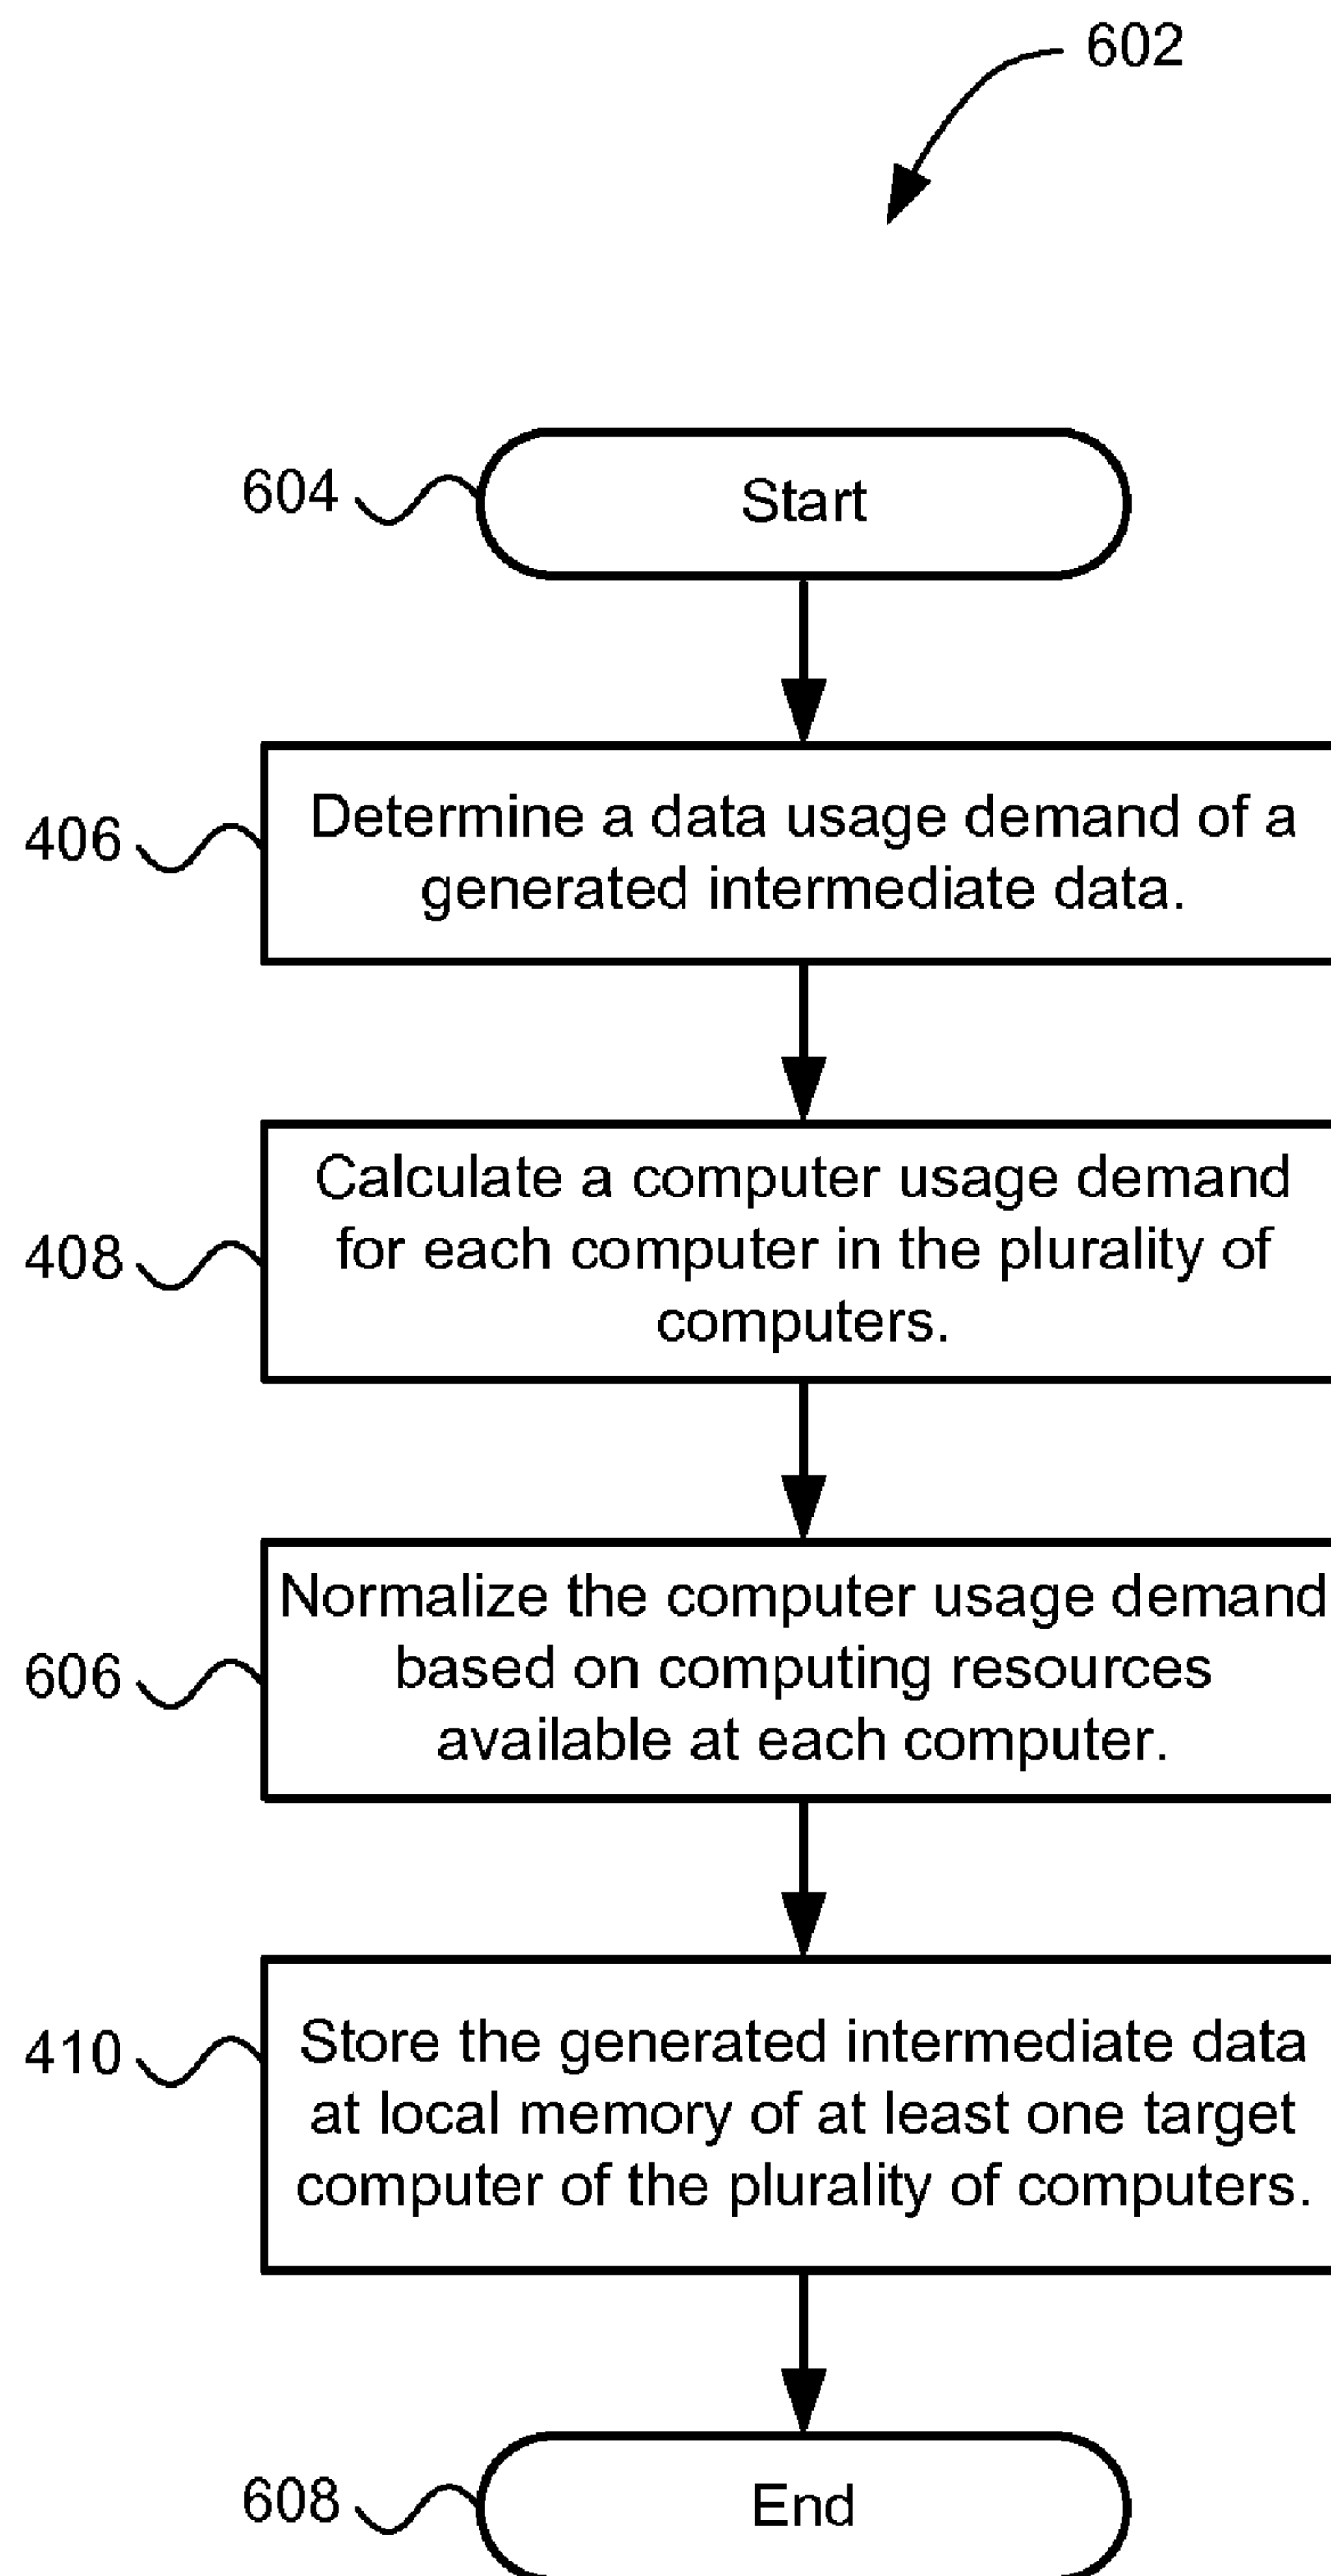 602
604
Start
406
Determine a data usage demand of a
generated intermediate data.
408
Calculate a computer usage demand
for each computer in the plurality of
computers.
606
Normalize the computer usage demand
based on computing resources
available at each computer.
410
Store the generated intermediate data
at local memory of at least one target
computer of the plurality of computers.
608
End